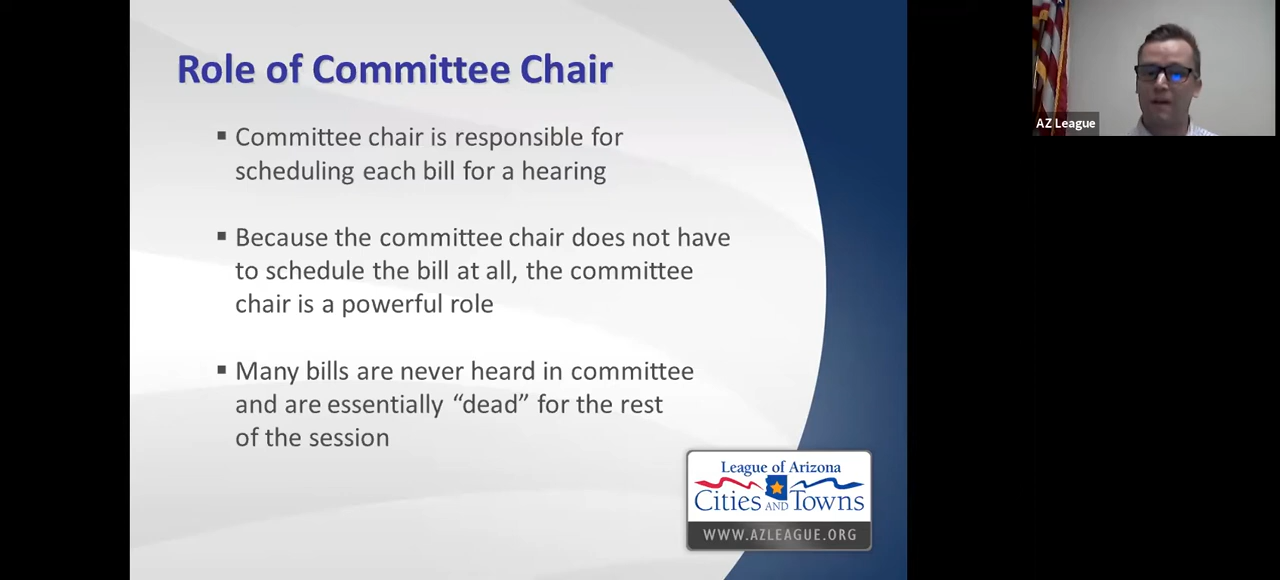 Role of Committee Chair
▪ Committee chair is responsible for
scheduling each bill for a hearing
▪ Because the committee chair does not have
to schedule the bill at all, the committee
chair is a powerful role
▪ Many bills are never heard in committee
and are essentially “dead” for the rest
of the session
League of Arizona
Cities AND Towns
WWW.AZLEAGUE.ORG
AZ League